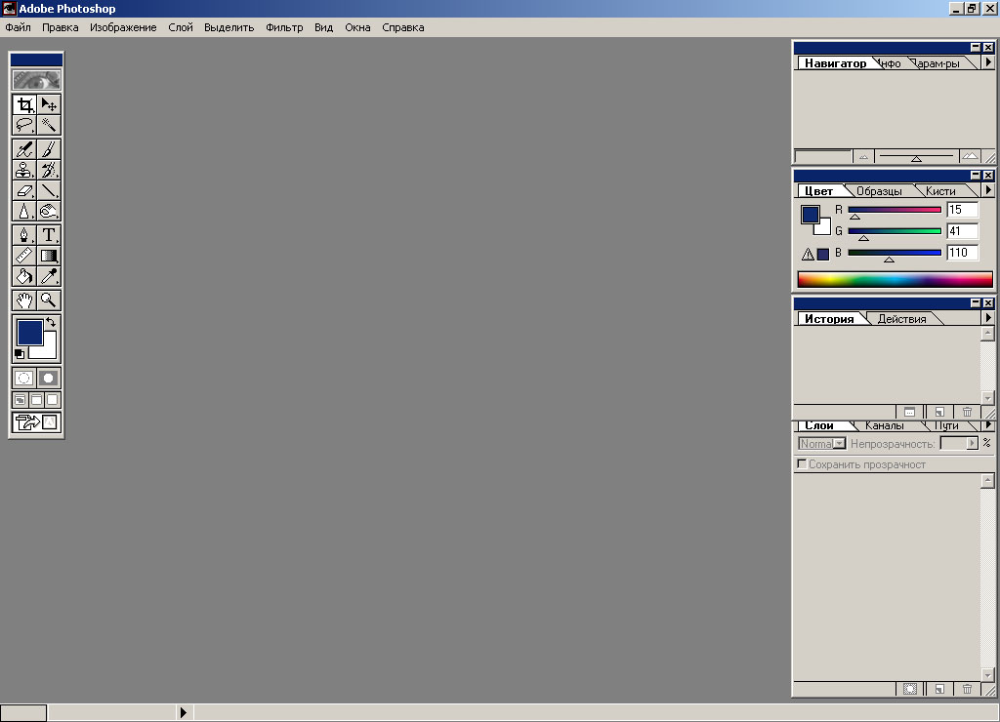 Adobe Photoshop
Файл Правка Изображение Слой Выделить Фильтр Вид Окна Справка
Навигатор Инфо Парам-ры
Цвет Образцы Кисти
R 15
G 41
B 110
История Действия
Слои Каналы Пути
Normal Непрозрачность: %
Сохранить прозрачност
T